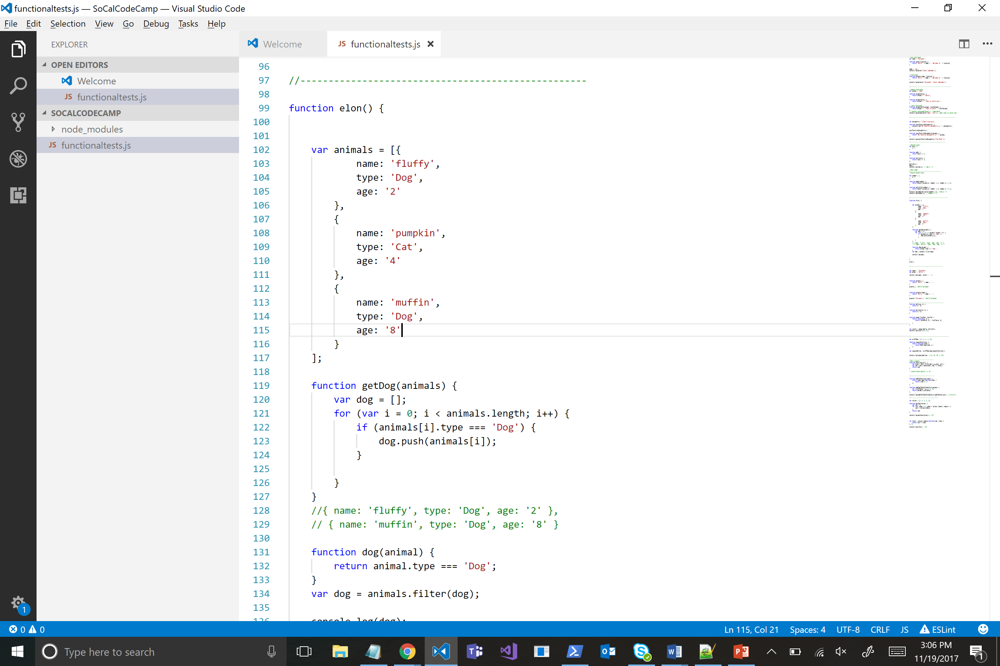 functionaltests.js — SoCalCodeCamp — Visual Studio Code
File Edit Selection View Go Debug Tasks Help
EXPLORER
OPEN EDITORS
Welcome
JS functionaltests.js
SOCALCODECAMP
node_modules
JS functionaltests.js
1
Welcome
JS functionaltests.js
96
97 //---------------------------------------------------
98
99 function elon() {
100
101
102 var animals = [{
103 name: 'fluffy',
104 type: 'Dog',
105 age: '2'
106 },
107 {
108 name: 'pumpkin',
109 type: 'Cat',
110 age: '4'
111 },
112 {
113 name: 'muffin',
114 type: 'Dog',
115 age: '8'
116 }
117 ];
118
119 function getDog(animals) {
120 var dog = [];
121 for (var i = 0; i < animals.length; i++) {
122 if (animals[i].type === 'Dog') {
123 dog.push(animals[i]);
124 }
125
126 }
127 }
128 //{ name: 'fluffy', type: 'Dog', age: '2' },
129 // { name: 'muffin', type: 'Dog', age: '8' }
130
131 function dog(animal) {
132 return animal.type === 'Dog';
133 }
134 var dog = animals.filter(dog);
135
136 console.log(dog);
0 0 Ln 115, Col 21 Spaces: 4 UTF-8 CRLF JS ESLint
Type here to search
3:06 PM
11/19/2017
1